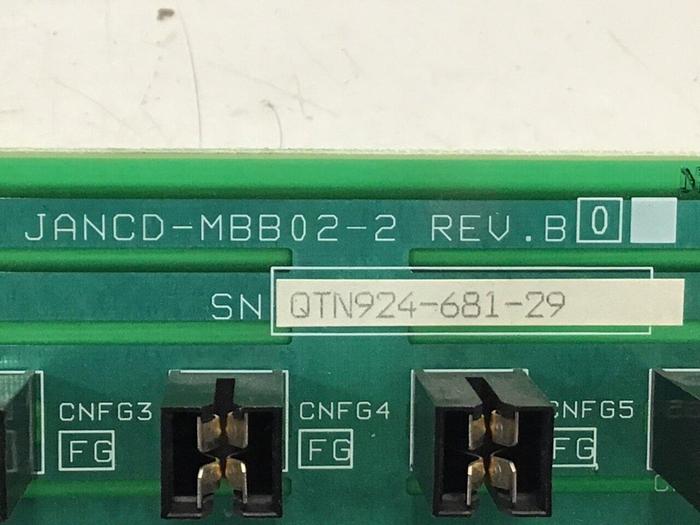 JANCD-MBB02-2 REV.B 0
SN QTN924-681-29
CNFG3 CNFG4 CNFG5
FG FG FG